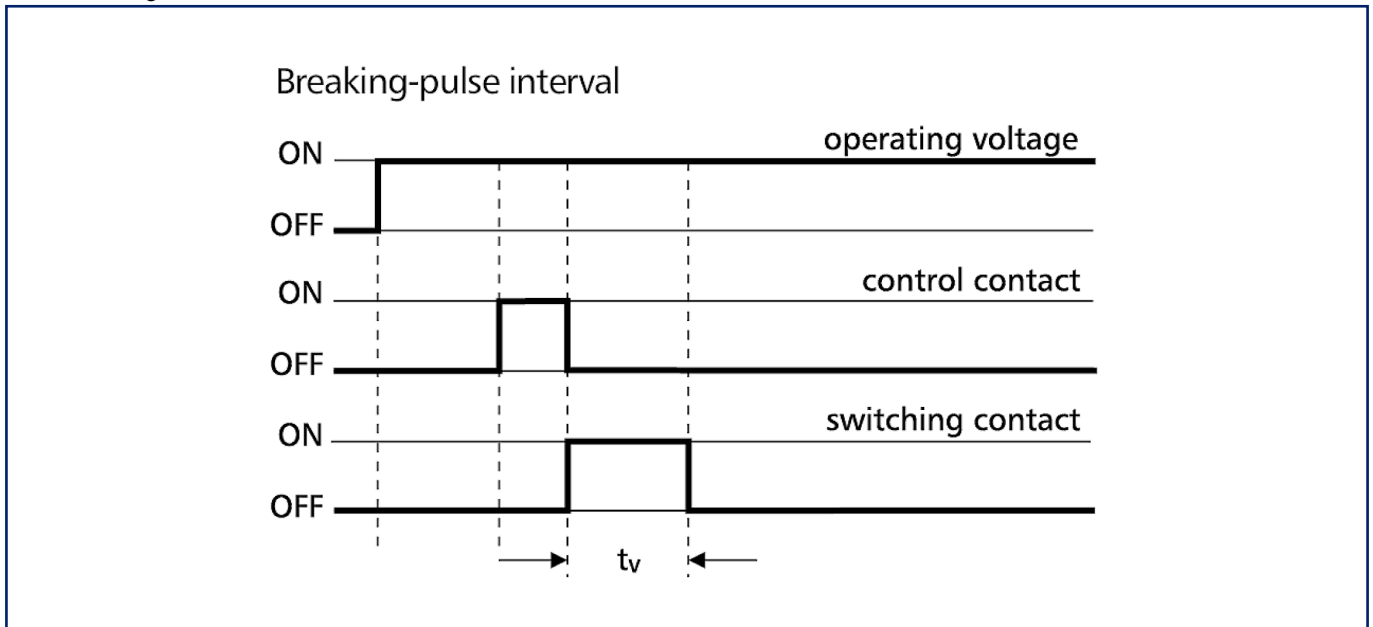 Breaking-pulse interval
operating voltage
ON
OFF
control contact
ON
OFF
switching contact
ON
OFF
tv